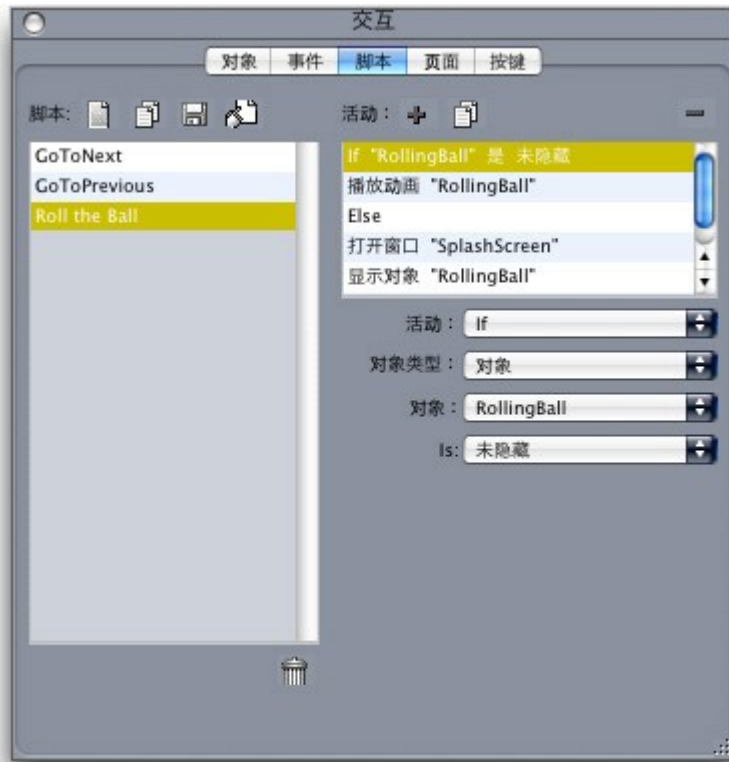 交互
对象 事件 脚本 页面 按键
脚本:
GoToNext
GoToPrevious
Roll the Ball
活动：
If "RollingBall" 是 未隐藏
播放动画 "RollingBall"
Else
打开窗口 "SplashScreen"
显示对象 "RollingBall"
活动： If
对象类型： 对象
对象： RollingBall
Is: 未隐藏